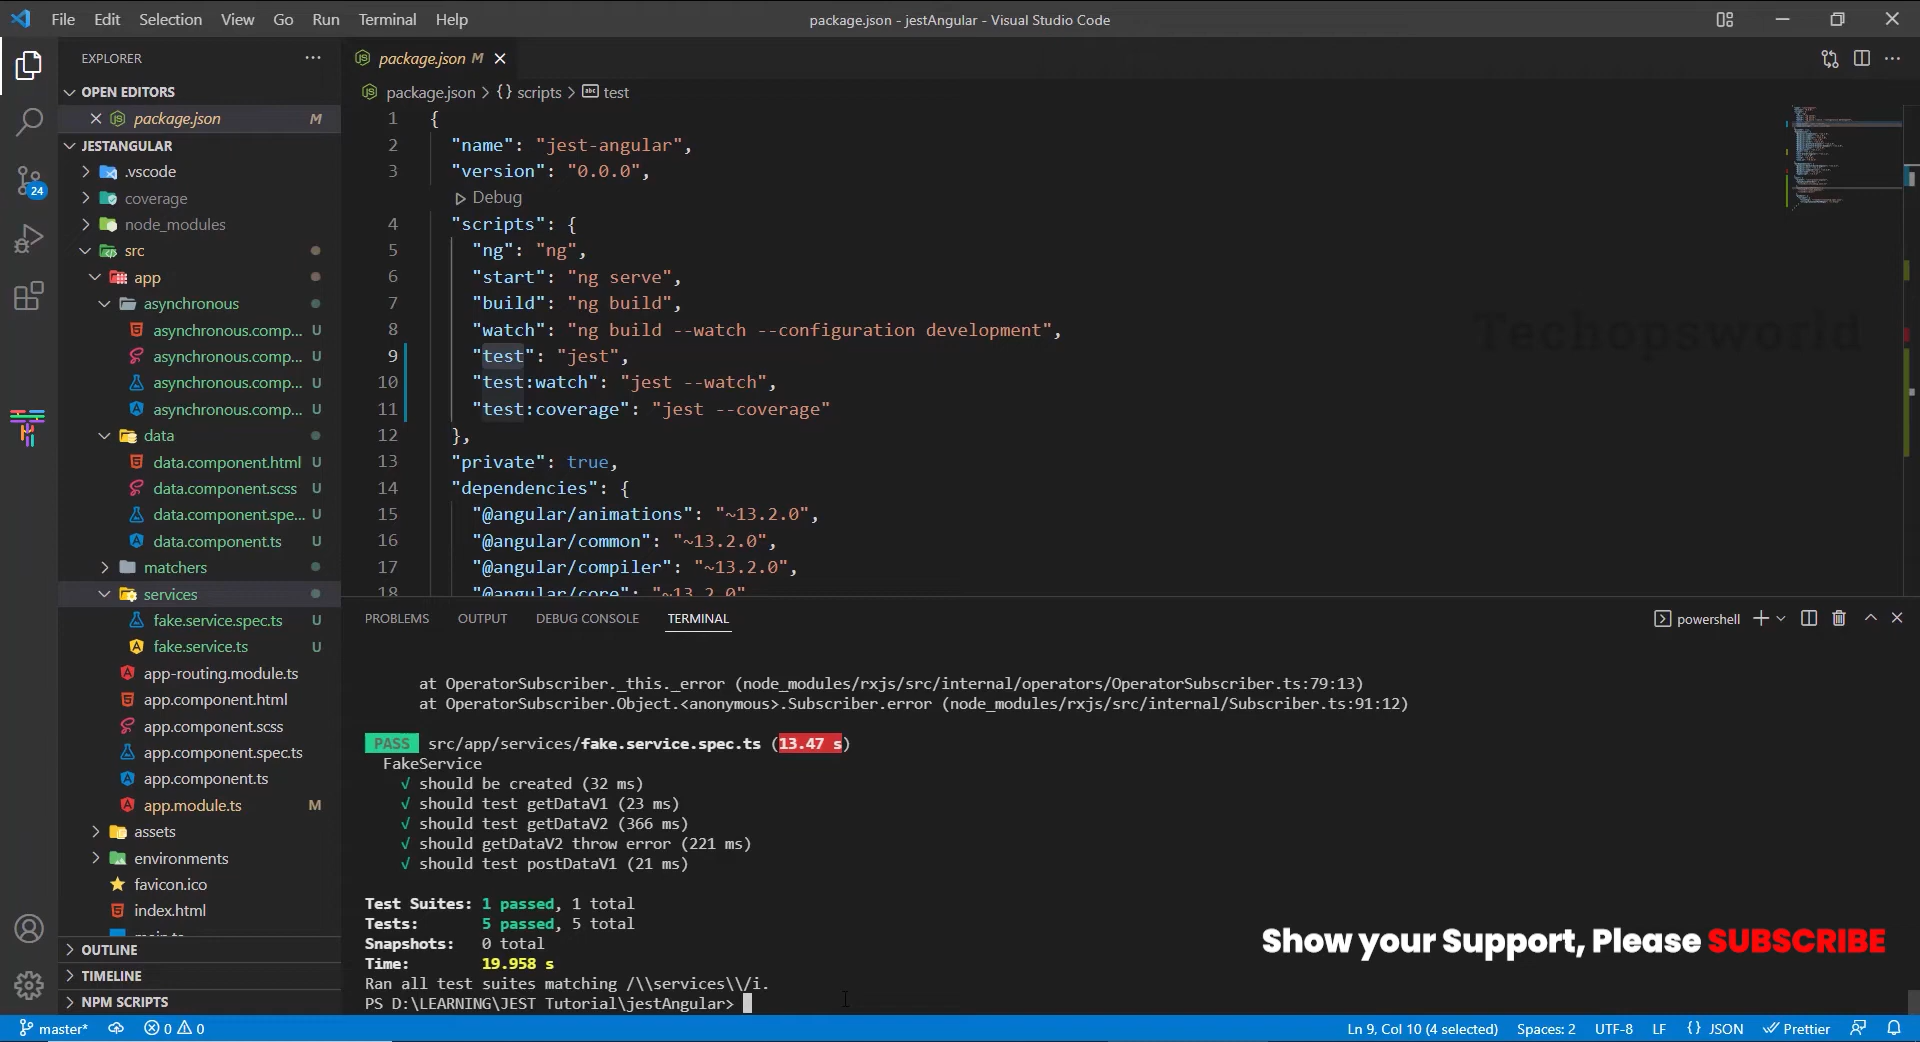 File Edit Selection View Go Run Terminal Help
package.json - jestAngular - Visual Studio Code
EXPLORER
OPEN EDITORS
package.json M
JESTANGULAR
.vscode
coverage
node_modules
src
app
asynchronous
asynchronous.comp... U
asynchronous.comp... U
asynchronous.comp... U
asynchronous.comp... U
data
data.component.html U
data.component.scss U
data.component.spe... U
data.component.ts U
matchers
services
fake.service.spec.ts U
fake.service.ts U
app-routing.module.ts
app.component.html
app.component.scss
app.component.spec.ts
app.component.ts
app.module.ts M
assets
environments
favicon.ico
index.html
main.ts
OUTLINE
TIMELINE
NPM SCRIPTS
24
package.json M
package.json > {} scripts > abc test
1 {
2 "name": "jest-angular",
3 "version": "0.0.0",
Debug
4 "scripts": {
5 "ng": "ng",
6 "start": "ng serve",
7 "build": "ng build",
8 "watch": "ng build --watch --configuration development",
9 "test": "jest",
10 "test:watch": "jest --watch",
11 "test:coverage": "jest --coverage"
12 },
13 "private": true,
14 "dependencies": {
15 "@angular/animations": "~13.2.0",
16 "@angular/common": "~13.2.0",
17 "@angular/compiler": "~13.2.0",
18 "@angular/core": "~13.2.0"
Techopsworld
PROBLEMS OUTPUT DEBUG CONSOLE TERMINAL
powershell
at OperatorSubscriber._this._error (node_modules/rxjs/src/internal/operators/OperatorSubscriber.ts:79:13)
at OperatorSubscriber.Object.<anonymous>.Subscriber.error (node_modules/rxjs/src/internal/Subscriber.ts:91:12)
PASS src/app/services/fake.service.spec.ts (13.47 s)
FakeService
√ should be created (32 ms)
√ should test getDataV1 (23 ms)
√ should test getDataV2 (366 ms)
√ should getDataV2 throw error (221 ms)
√ should test postDataV1 (21 ms)
Test Suites: 1 passed, 1 total
Tests: 5 passed, 5 total
Snapshots: 0 total
Time: 19.958 s
Ran all test suites matching /\\services\\/i.
PS D:\LEARNING\JEST Tutorial\jestAngular>
Show your Support, Please SUBSCRIBE
master* 0 0
Ln 9, Col 10 (4 selected) Spaces: 2 UTF-8 LF {} JSON Prettier